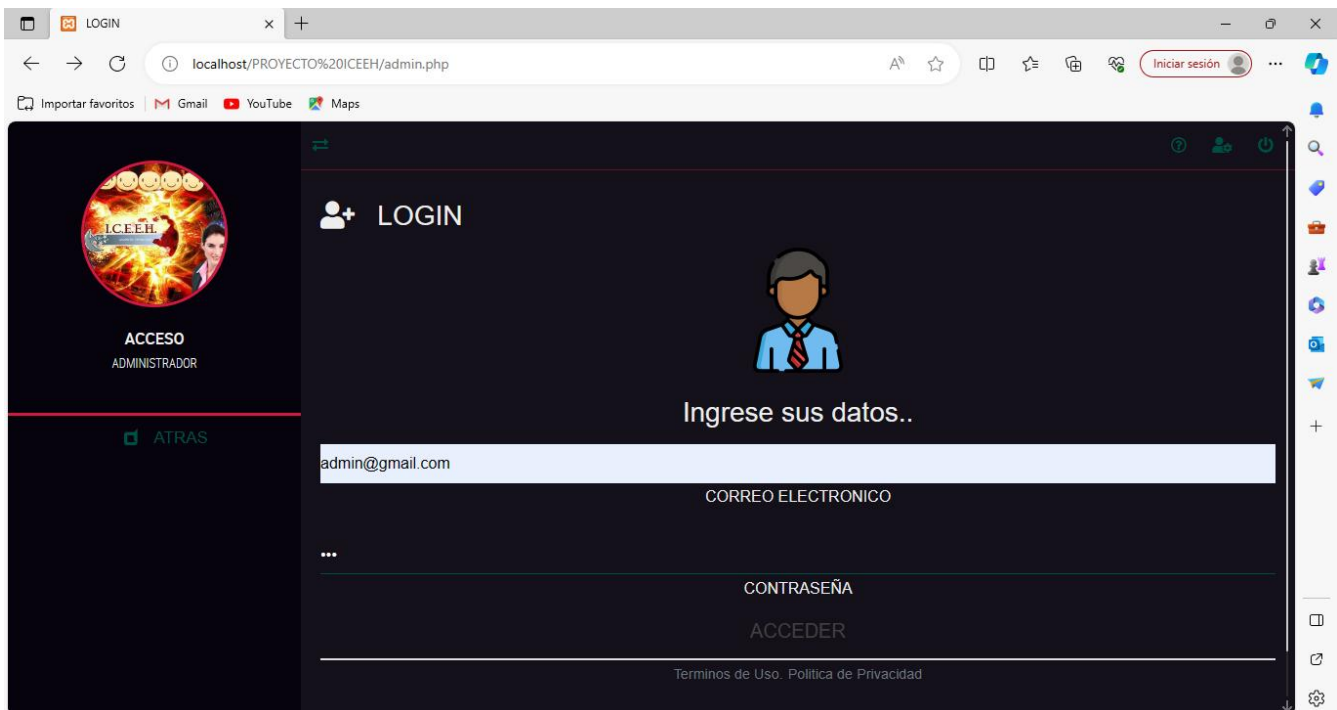 LOGIN
localhost/PROYECTO%20ICEEH/admin.php
Iniciar sesión
Importar favoritos
Gmail
YouTube
Maps
I.C.E.E.H.
ACCESO
ADMINISTRADOR
ATRAS
LOGIN
Ingrese sus datos..
admin@gmail.com
CORREO ELECTRONICO
•••
CONTRASEÑA
ACCEDER
Terminos de Uso. Politica de Privacidad